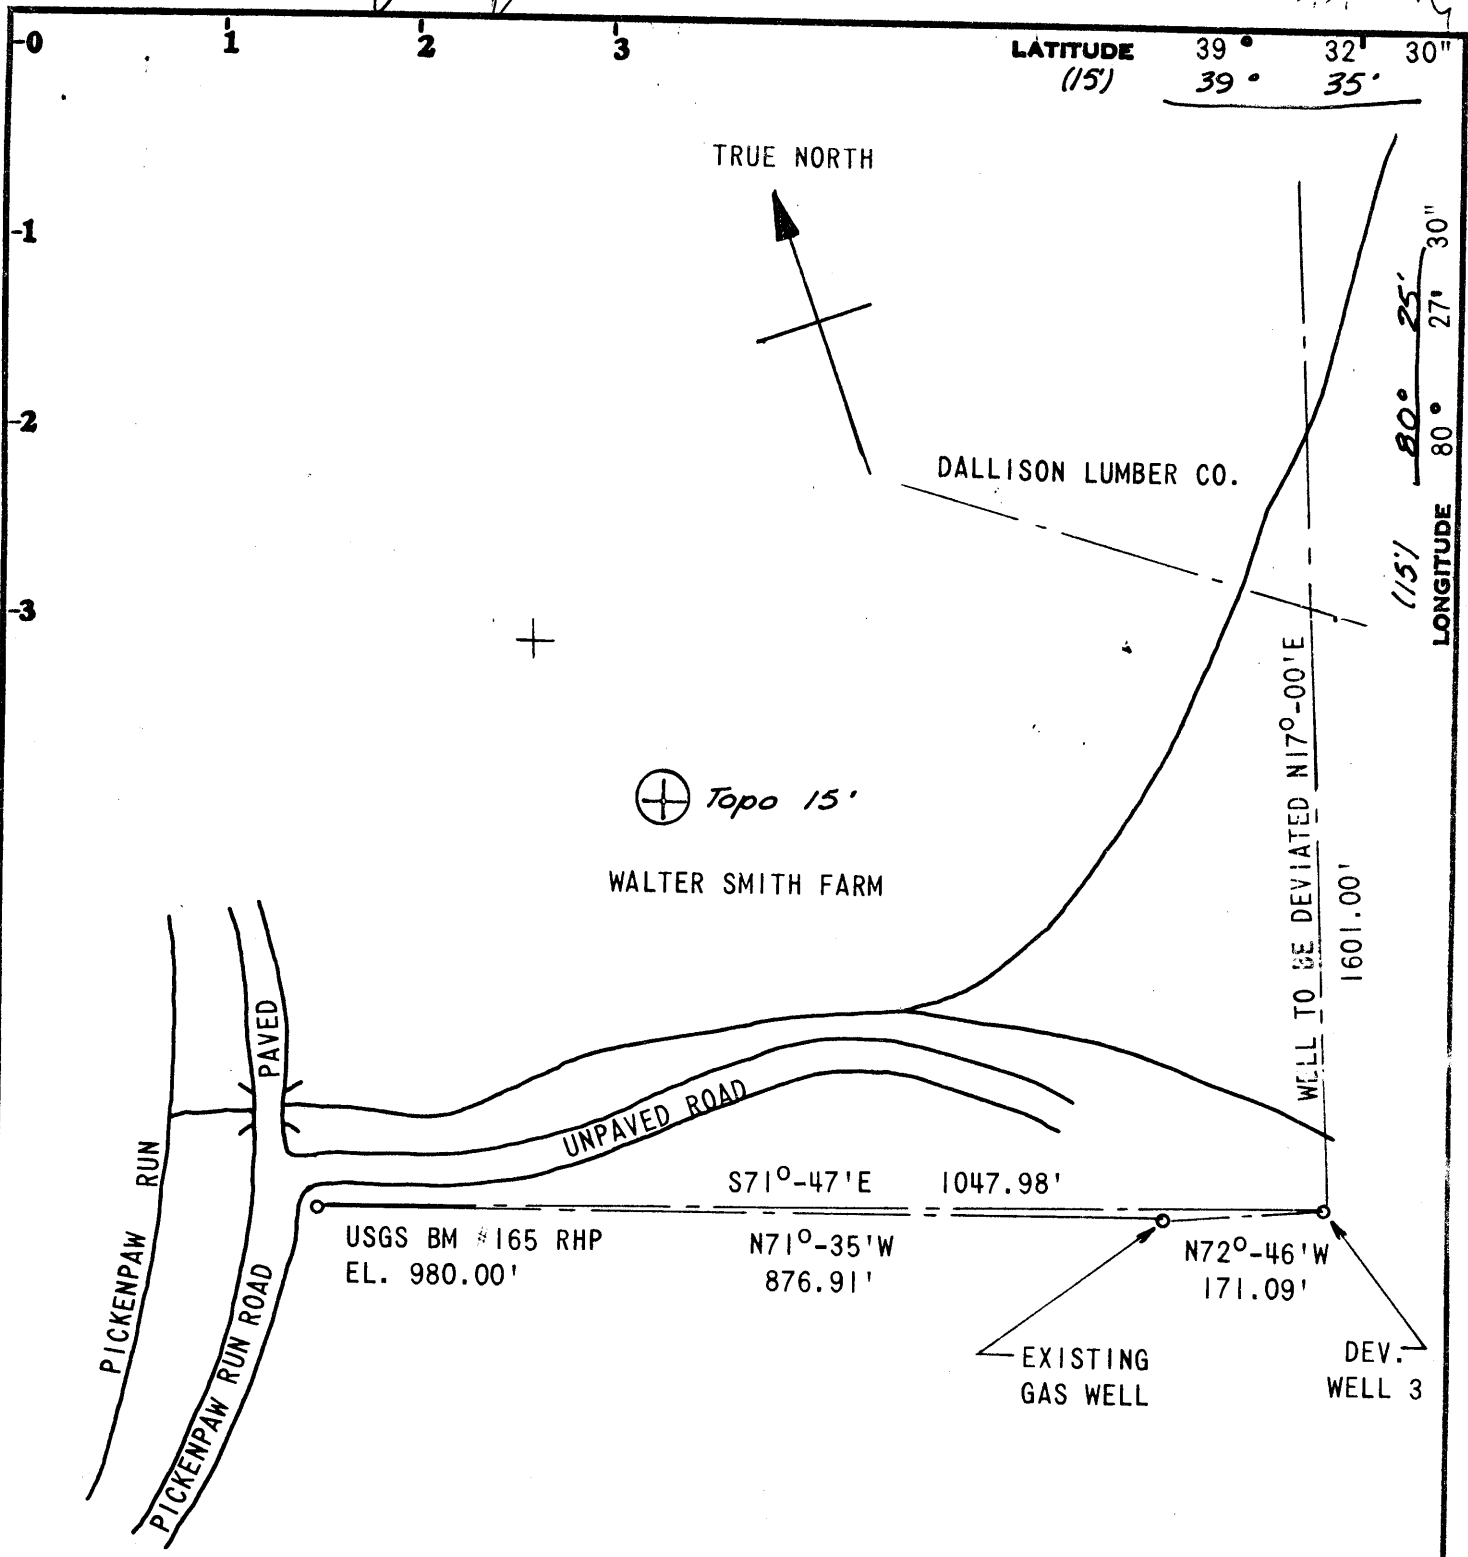 -0 1 2 3 LATITUDE 39° 32' 30"
(15') 39° 35'
TRUE NORTH
-1
-2
-3
80° 25'
(15')
LONGITUDE 80° 27' 30"
DALLISON LUMBER CO.
WELL TO BE DEVIATED N17°-00'E
1601.00'
Topo 15'
WALTER SMITH FARM
PAVED
UNPAVED ROAD
PICKENPAW RUN
PICKENPAW RUN ROAD
S71°-47'E 1047.98'
USGS BM #165 RHP
EL. 980.00'
N71°-35'W
876.91'
N72°-46'W
171.09'
EXISTING
GAS WELL
DEV.
WELL 3